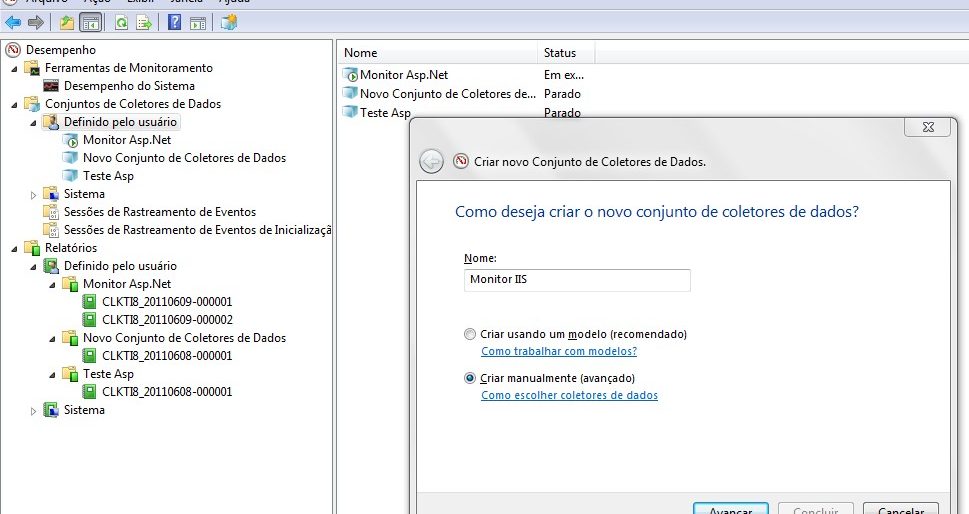 Arquivo Ação Exibir Janela Ajuda
Desempenho
Ferramentas de Monitoramento
Desempenho do Sistema
Conjuntos de Coletores de Dados
Definido pelo usuário
Monitor Asp.Net
Novo Conjunto de Coletores de Dados
Teste Asp
Sistema
Sessões de Rastreamento de Eventos
Sessões de Rastreamento de Eventos de Inicializaçã
Relatórios
Definido pelo usuário
Monitor Asp.Net
CLKTI8_20110609-000001
CLKTI8_20110609-000002
Novo Conjunto de Coletores de Dados
CLKTI8_20110608-000001
Teste Asp
CLKTI8_20110608-000001
Sistema
Nome Status
Monitor Asp.Net Em ex...
Novo Conjunto de Coletores de... Parado
Teste Asp Parado
Criar novo Conjunto de Coletores de Dados.
Como deseja criar o novo conjunto de coletores de dados?
Nome:
Monitor IIS
Criar usando um modelo (recomendado)
Como trabalhar com modelos?
Criar manualmente (avançado)
Como escolher coletores de dados
Avançar Concluir Cancelar